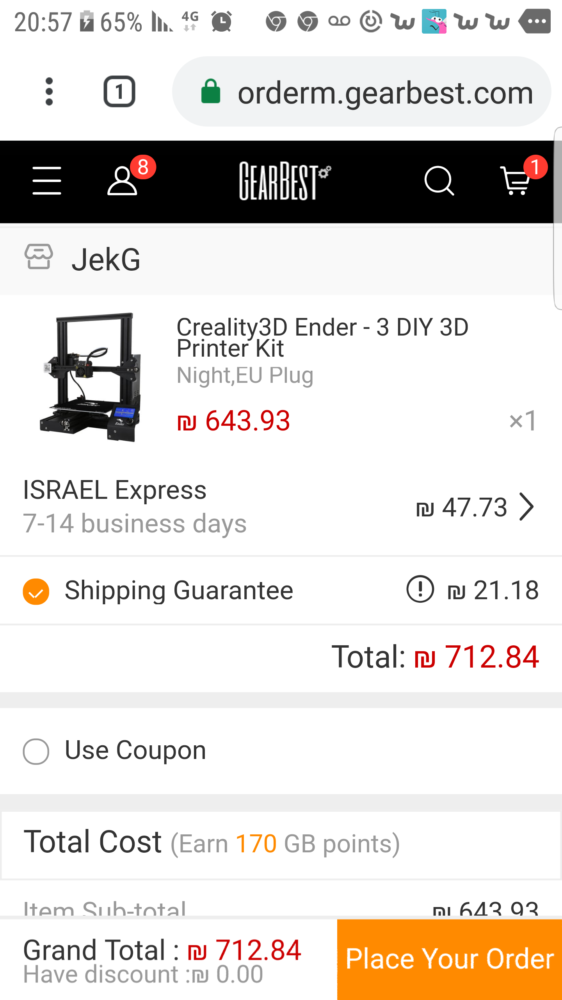 20:57 65% 4G
1 orderm.gearbest.com
8 GEARBEST 1
JekG
Creality3D Ender - 3 DIY 3D
Printer Kit
Night,EU Plug
₪ 643.93 ×1
Ender
ISRAEL Express
₪ 47.73
7-14 business days
Shipping Guarantee ₪ 21.18
Total: ₪ 712.84
Use Coupon
Total Cost (Earn 170 GB points)
Item Sub-total ₪ 643.93
Grand Total : ₪ 712.84
Have discount :₪ 0.00
Place Your Order